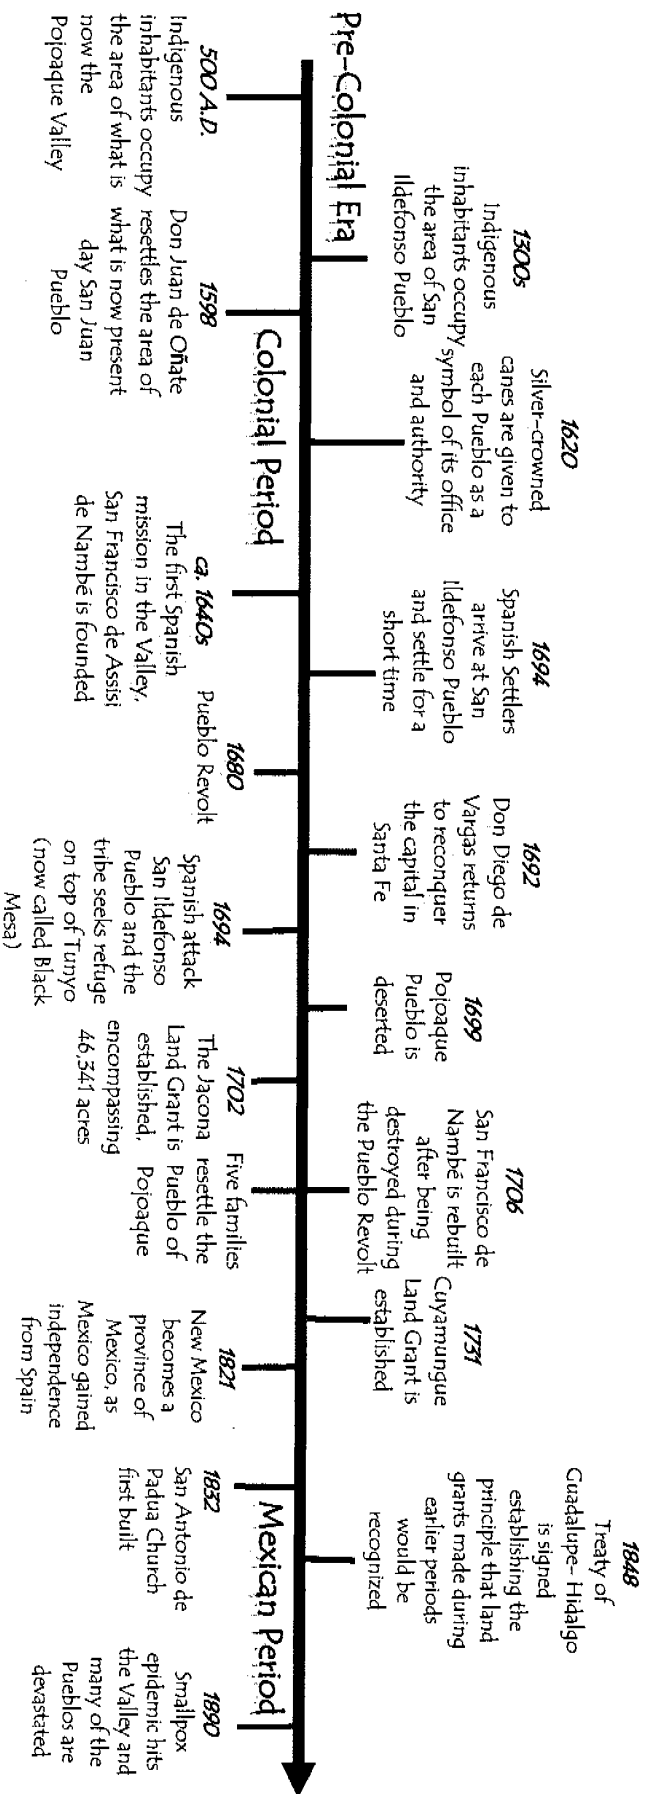 Pre-Colonial Era
500 A.D.
Indigenous
inhabitants occupy
the area of what is
now the
Pojoaque Valley
1300s
Indigenous
inhabitants occupy
the area of San
Ildefonso Pueblo
1598
Don Juan de Oñate
resettles the area of
what is now present
day San Juan
Pueblo
Colonial Period
1620
Silver-crowned
canes are given to
each Pueblo as a
symbol of its office
and authority
ca. 1640s
The first Spanish
mission in the Valley,
San Francisco de Assisi
de Nambé is founded
1694
Spanish Settlers
arrive at San
Ildefonso Pueblo
and settle for a
short time
1680
Pueblo Revolt
1692
Don Diego de
Vargas returns
to reconquer
the capital in
Santa Fe
1694
Spanish attack
San Ildefonso
Pueblo and the
tribe seeks refuge
on top of Tunyo
(now called Black
Mesa)
1699
Pojoaque
Pueblo is
deserted
1702
The Jacona
Land Grant is
established,
encompassing
46,341 acres
1706
San Francisco de
Nambé is rebuilt
after being
destroyed during
the Pueblo Revolt
Five families
resettle the
Pueblo of
Pojoaque
1731
Cuyamungue
Land Grant is
established
1821
New Mexico
becomes a
province of
Mexico, as
Mexico gained
independence
from Spain
1832
San Antonio de
Padua Church
first built
Mexican Period
1848
Treaty of
Guadalupe- Hidalgo
is signed
establishing the
principle that land
grants made during
earlier periods
would be
recognized
1890
Smallpox
epidemic hits
the Valley and
many of the
Pueblos are
devastated